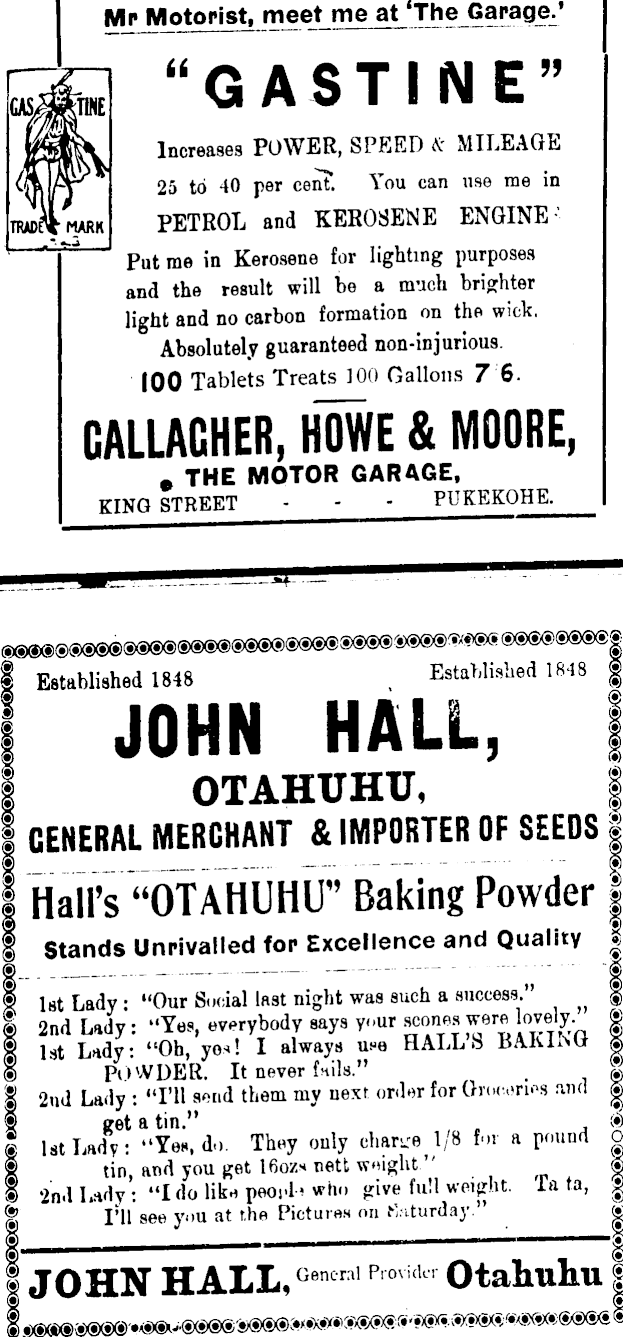 Mr Motorist, meet me at 'The Garage.'
"GASTINE"
GAS TINE
TRADE MARK
Increases POWER, SPEED & MILEAGE
25 to 40 per cent. You can use me in
PETROL and KEROSENE ENGINE
Put me in Kerosene for lighting purposes
and the result will be a much brighter
light and no carbon formation on the wick.
Absolutely guaranteed non-injurious.
100 Tablets Treats 100 Gallons 7 6.
GALLAGHER, HOWE & MOORE,
THE MOTOR GARAGE,
KING STREET - - - PUKEKOHE.
Established 1848 Established 1848
JOHN HALL,
OTAHUHU,
GENERAL MERCHANT & IMPORTER OF SEEDS
Hall's "OTAHUHU" Baking Powder
Stands Unrivalled for Excellence and Quality
1st Lady: "Our Social last night was such a success."
2nd Lady: "Yes, everybody says your scones were lovely."
1st Lady: "Oh, yes! I always use HALL'S BAKING
POWDER. It never fails."
2nd Lady: "I'll send them my next order for Groceries and
get a tin."
1st Lady: "Yes, do. They only charge 1/8 for a pound
tin, and you get 16ozs nett weight."
2nd Lady: "I do like people who give full weight. Ta ta,
I'll see you at the Pictures on Saturday."
JOHN HALL, General Provider Otahuhu